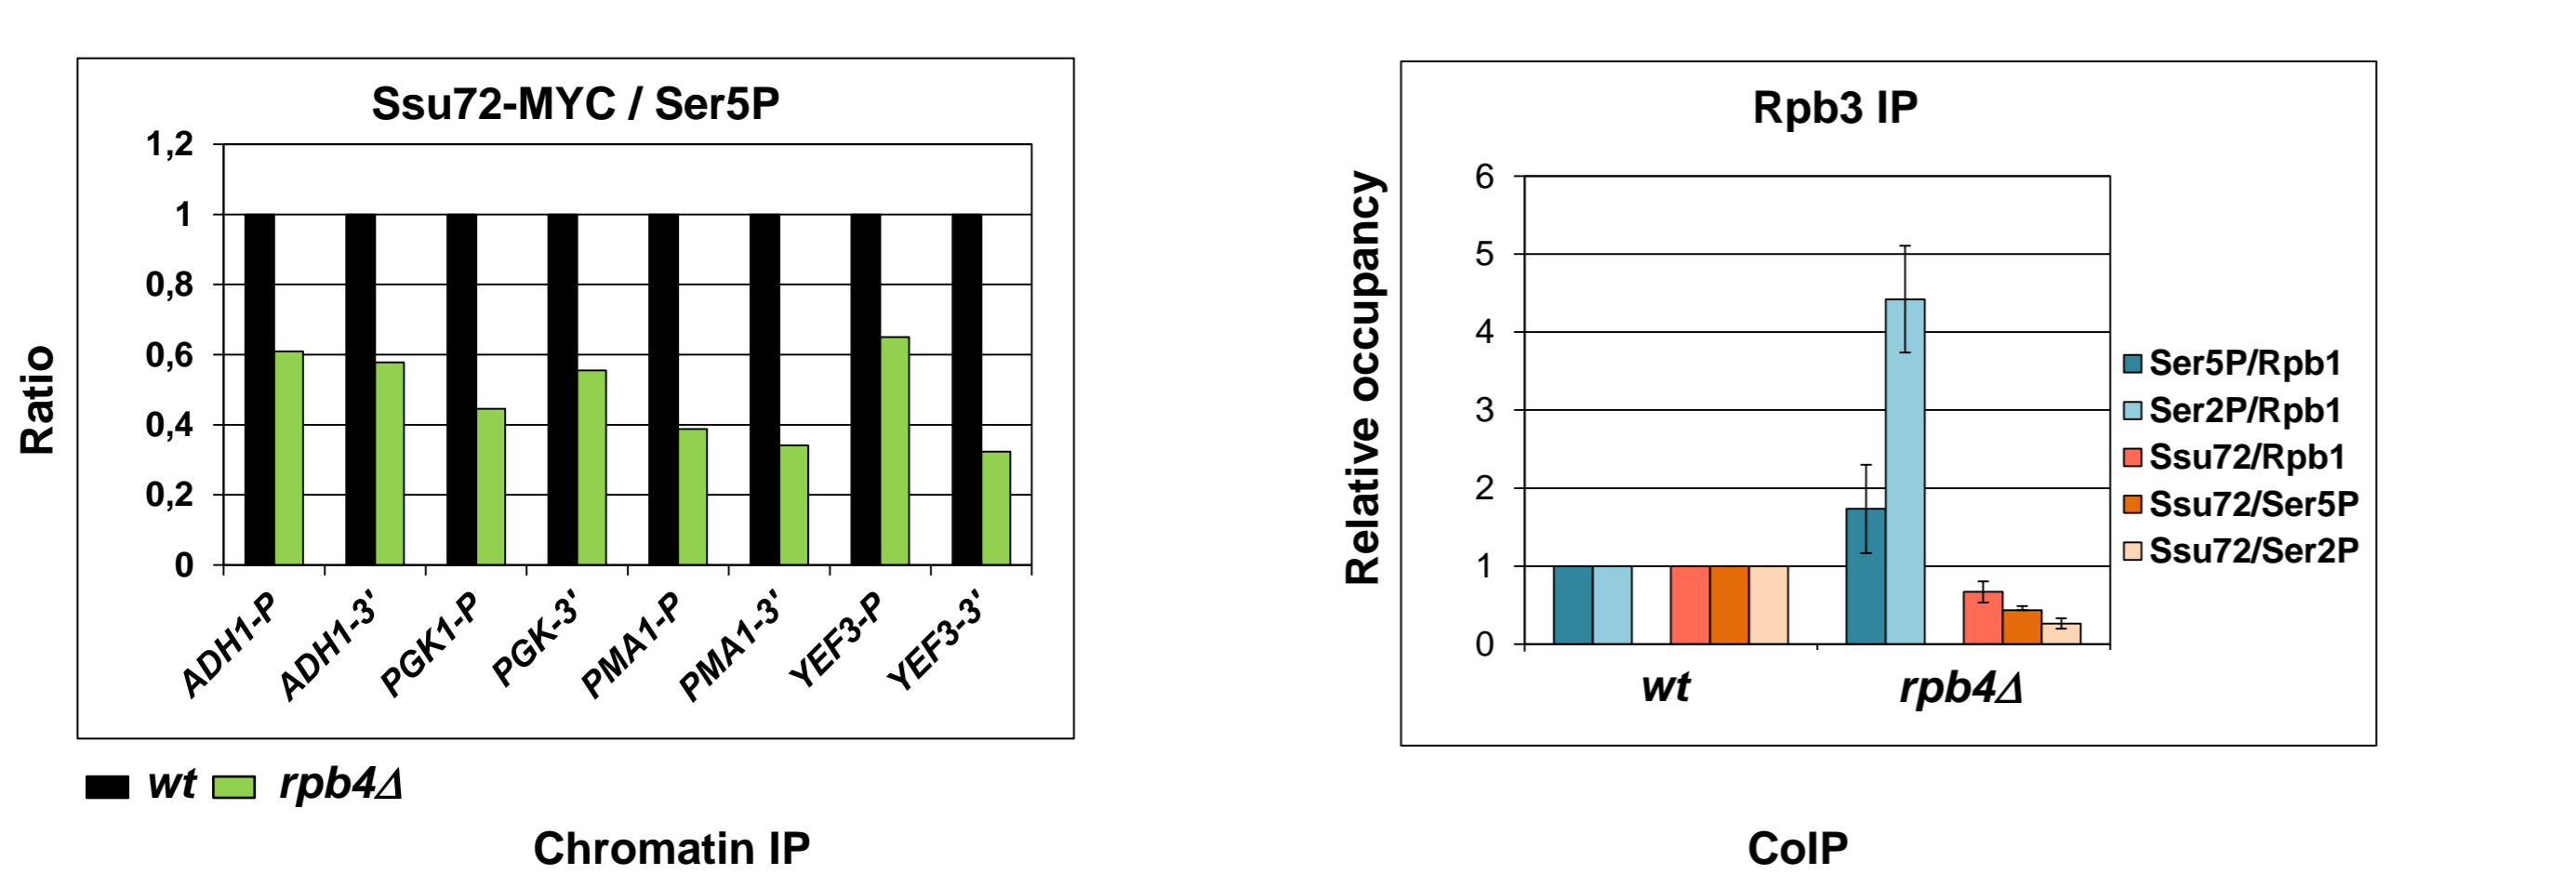 Ssu72-MYC / Ser5P
Ratio
1,2
1
0,8
0,6
0,4
0,2
0
ADH1-P
ADH1-3'
PGK1-P
PGK-3'
PMA1-P
PMA1-3'
YEF3-P
YEF3-3'
wt rpb4Δ
Chromatin IP
Rpb3 IP
Relative occupancy
6
5
4
3
2
1
0
wt
rpb4Δ
Ser5P/Rpb1
Ser2P/Rpb1
Ssu72/Rpb1
Ssu72/Ser5P
Ssu72/Ser2P
CoIP